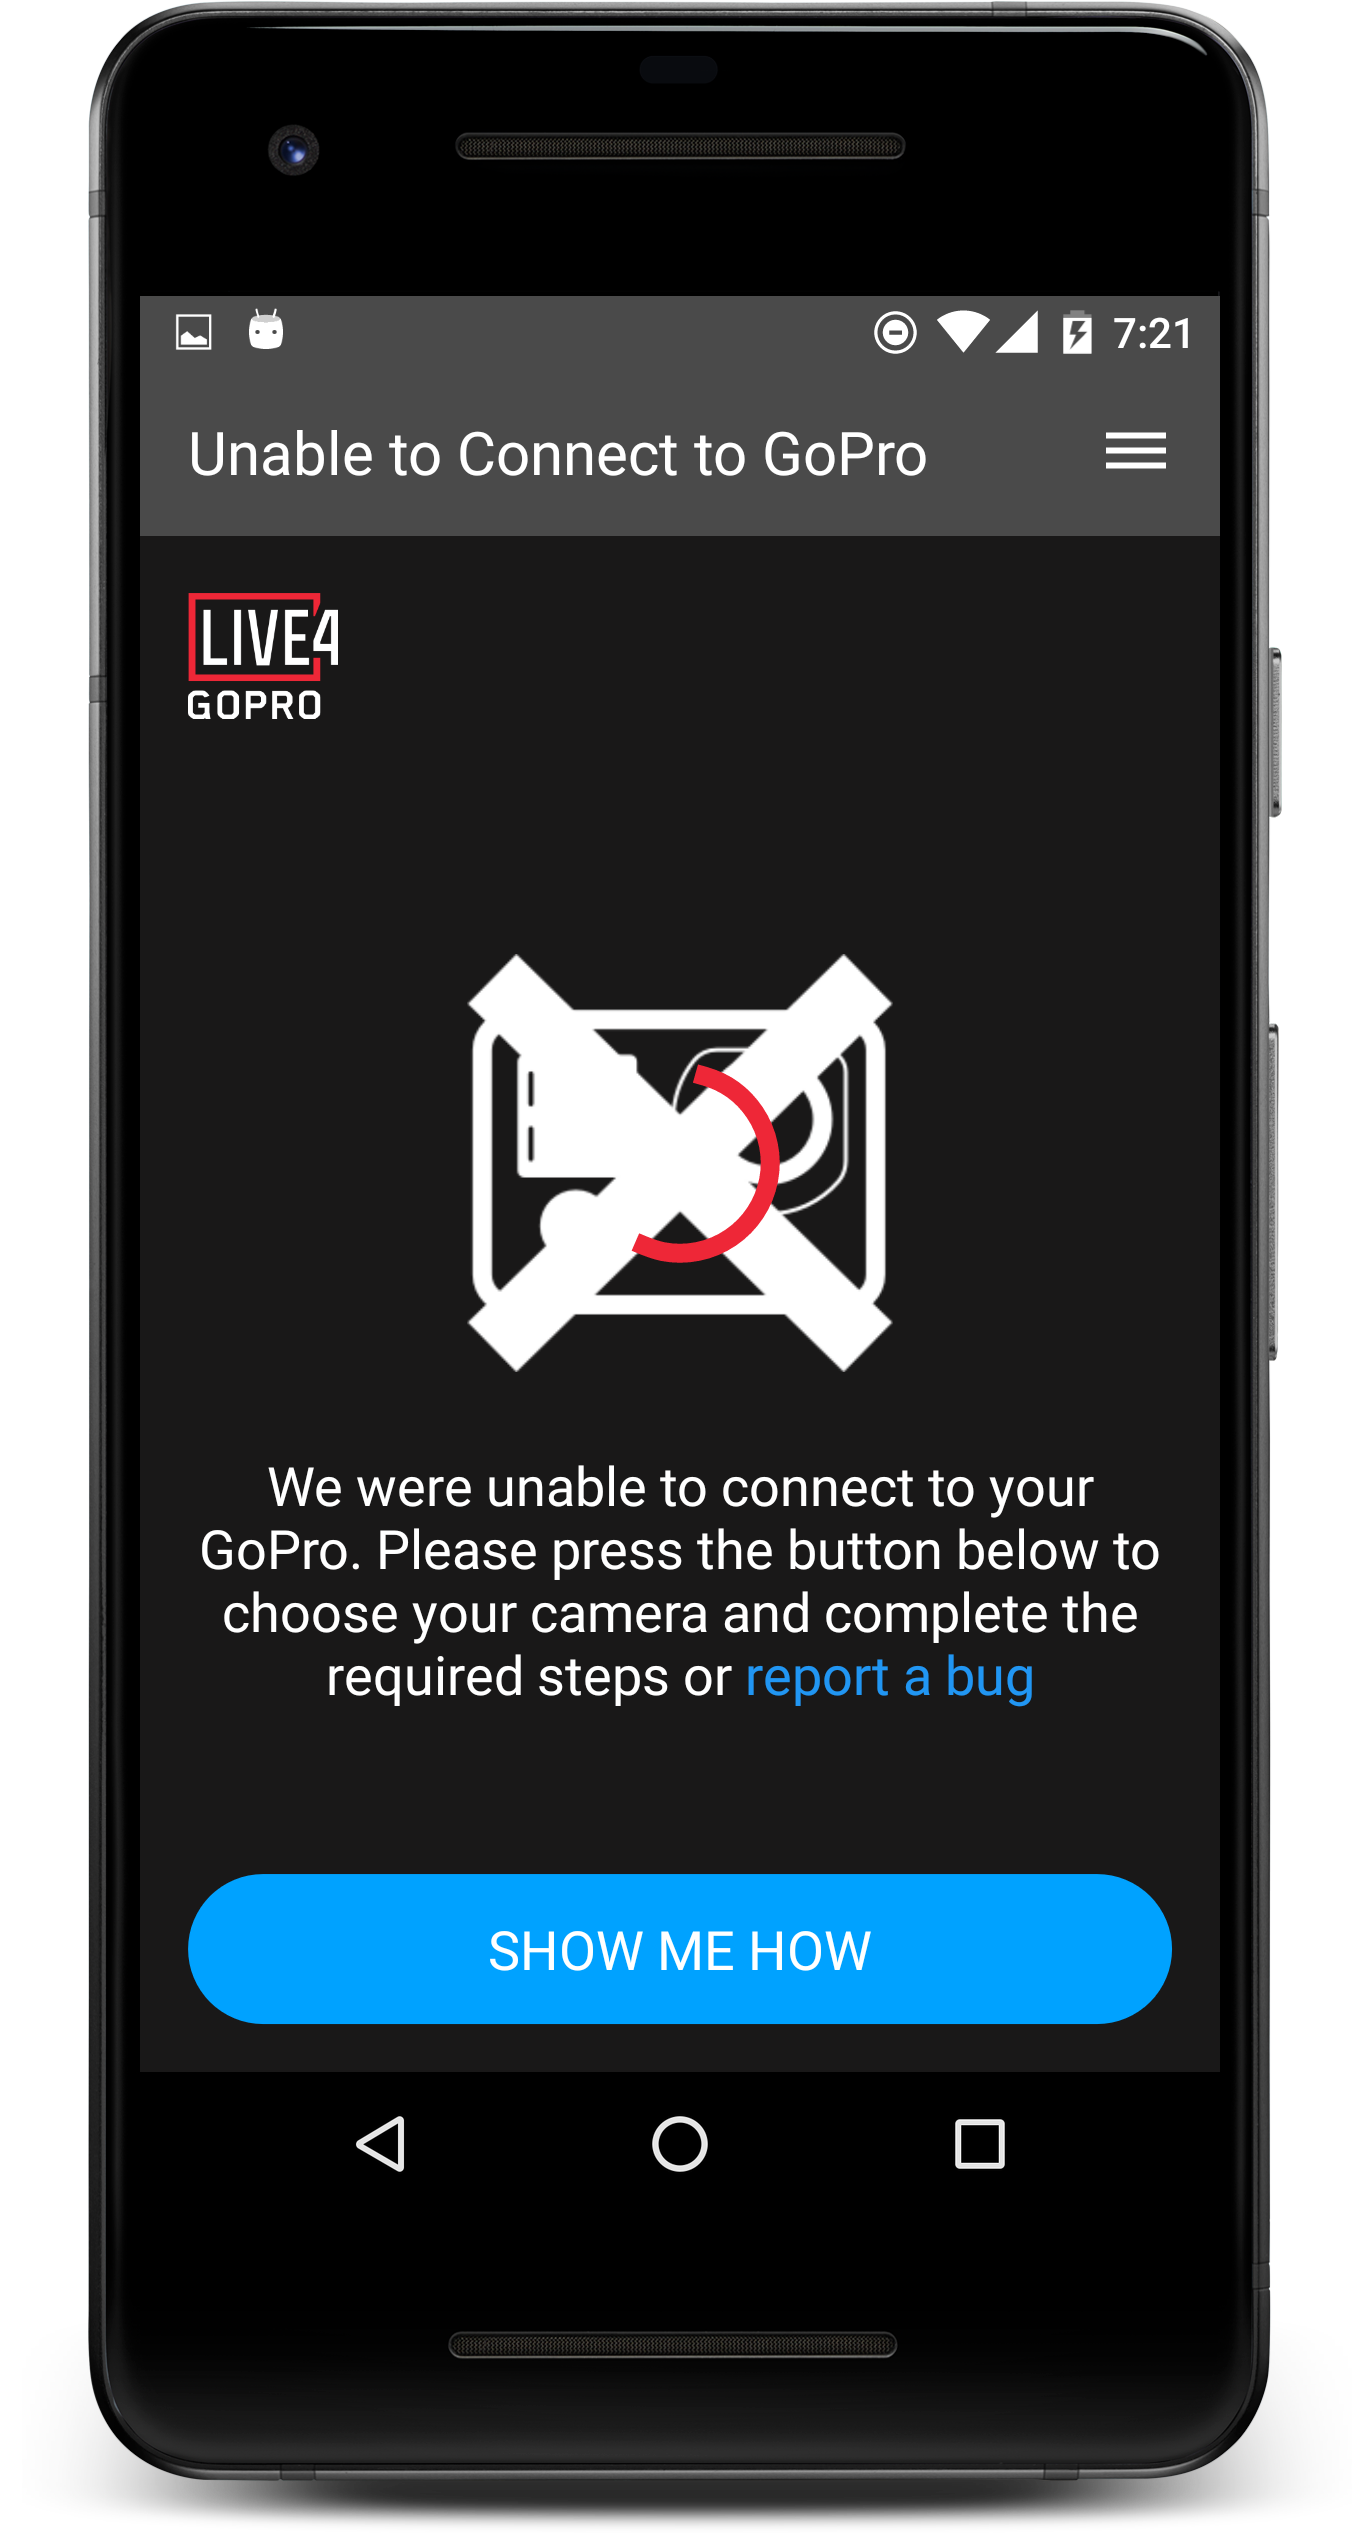 7:21
Unable to Connect to GoPro
LIVE4
GOPRO
We were unable to connect to your
GoPro. Please press the button below to
choose your camera and complete the
required steps or report a bug
SHOW ME HOW